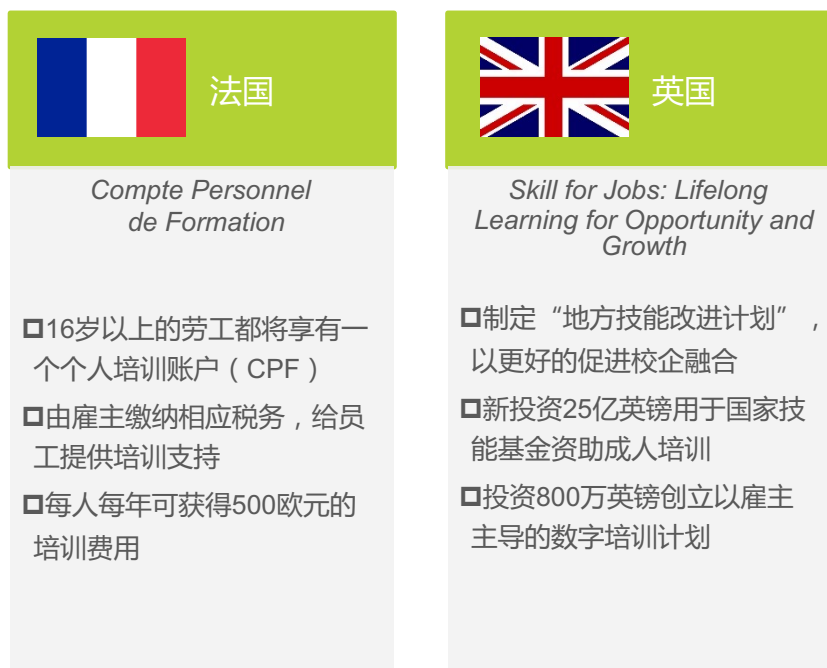 法国
Compte Personnel
de Formation
16岁以上的劳工都将享有一
个个人培训账户（CPF）
由雇主缴纳相应税务，给员
工提供培训支持
每人每年可获得500欧元的
培训费用
英国
Skill for Jobs: Lifelong
Learning for Opportunity and
Growth
制定“地方技能改进计划”，
以更好的促进校企融合
新投资25亿英镑用于国家技
能基金资助成人培训
投资800万英镑创立以雇主
主导的数字培训计划